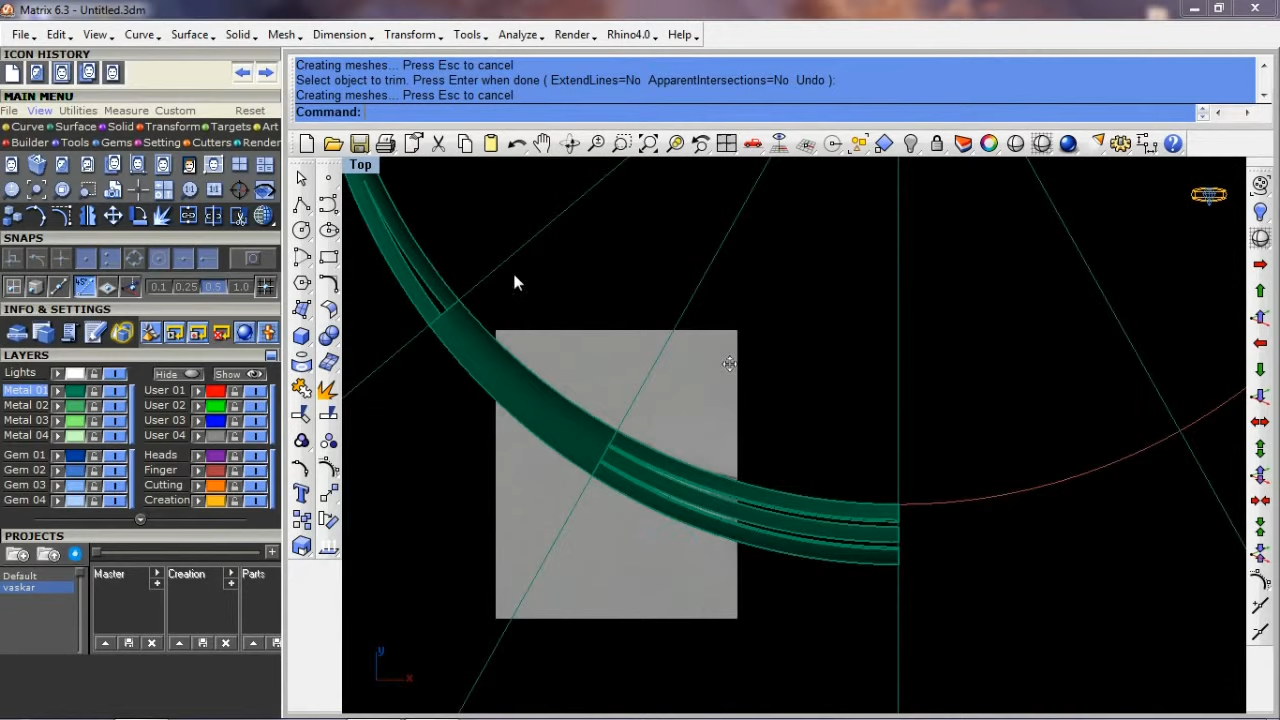 Matrix 6.3 - Untitled.3dm
File Edit View Curve Surface Solid Mesh Dimension Transform Tools Analyze Render Rhino4.0 Help
ICON HISTORY
Creating meshes... Press Esc to cancel
Select object to trim. Press Enter when done ( ExtendLines=No ApparentIntersections=No Undo ):
Creating meshes... Press Esc to cancel
Command:
MAIN MENU
File View Utilities Measure Custom Reset
Curve Surface Solid Transform Targets Art
Builder Tools Gems Setting Cutters Render
Top
SNAPS
45°
0.1 0.25 0.5 1.0
INFO & SETTINGS
LAYERS
Lights Hide Show
Metal 01 User 01
Metal 02 User 02
Metal 03 User 03
Metal 04 User 04
Gem 01 Heads
Gem 02 Finger
Gem 03 Cutting
Gem 04 Creation
PROJECTS
Default
vaskar
Master Creation Parts
y
x